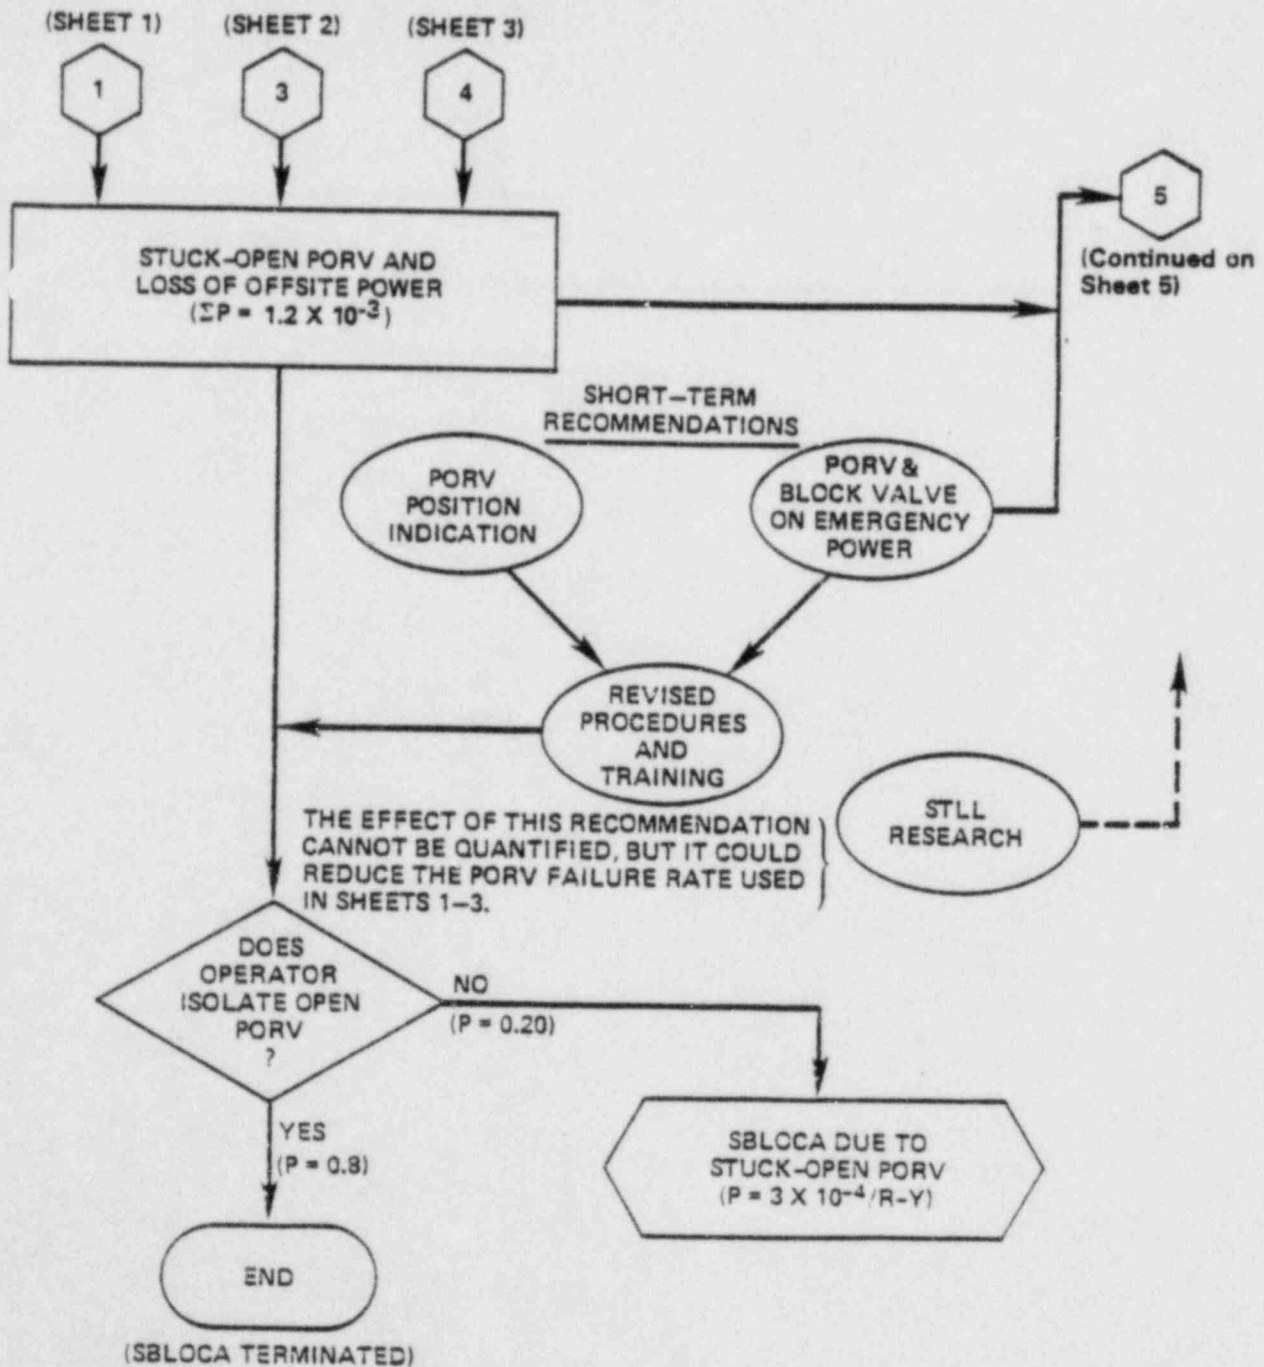 (SHEET 1)
(SHEET 2)
(SHEET 3)
1
3
4
5
(Continued on
Sheet 5)
STUCK-OPEN PORV AND
LOSS OF OFFSITE POWER
(ΣP = 1.2 X 10⁻³)
SHORT-TERM
RECOMMENDATIONS
PORV
POSITION
INDICATION
PORV &
BLOCK VALVE
ON EMERGENCY
POWER
REVISED
PROCEDURES
AND
TRAINING
STLL
RESEARCH
THE EFFECT OF THIS RECOMMENDATION
CANNOT BE QUANTIFIED, BUT IT COULD
REDUCE THE PORV FAILURE RATE USED
IN SHEETS 1-3.
DOES
OPERATOR
ISOLATE OPEN
PORV
?
NO
(P = 0.20)
YES
(P = 0.8)
SBLOCA DUE TO
STUCK-OPEN PORV
(P = 3 X 10⁻⁴/R-Y)
END
(SBLOCA TERMINATED)